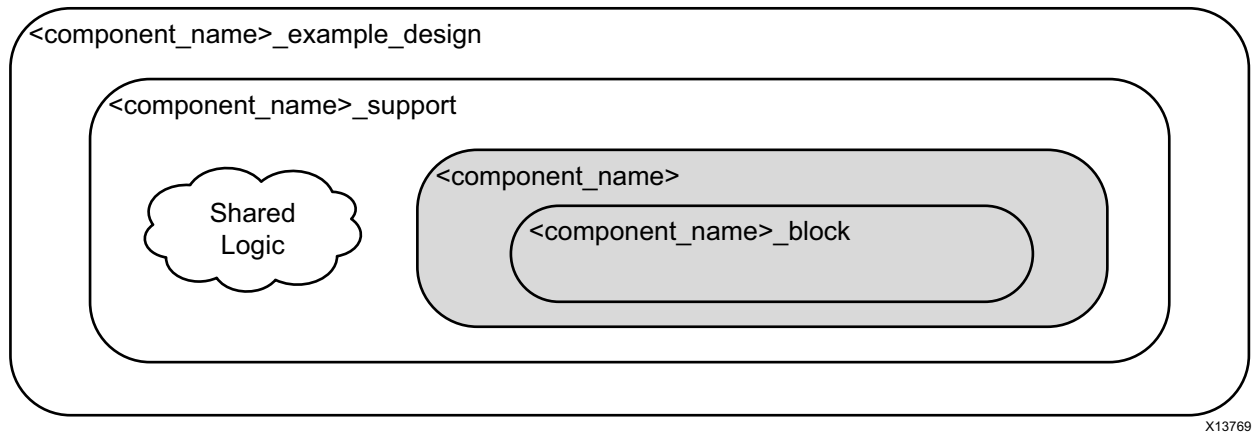 <component_name>_example_design
<component_name>_support
<component_name>
Shared
Logic
<component_name>_block
X13769